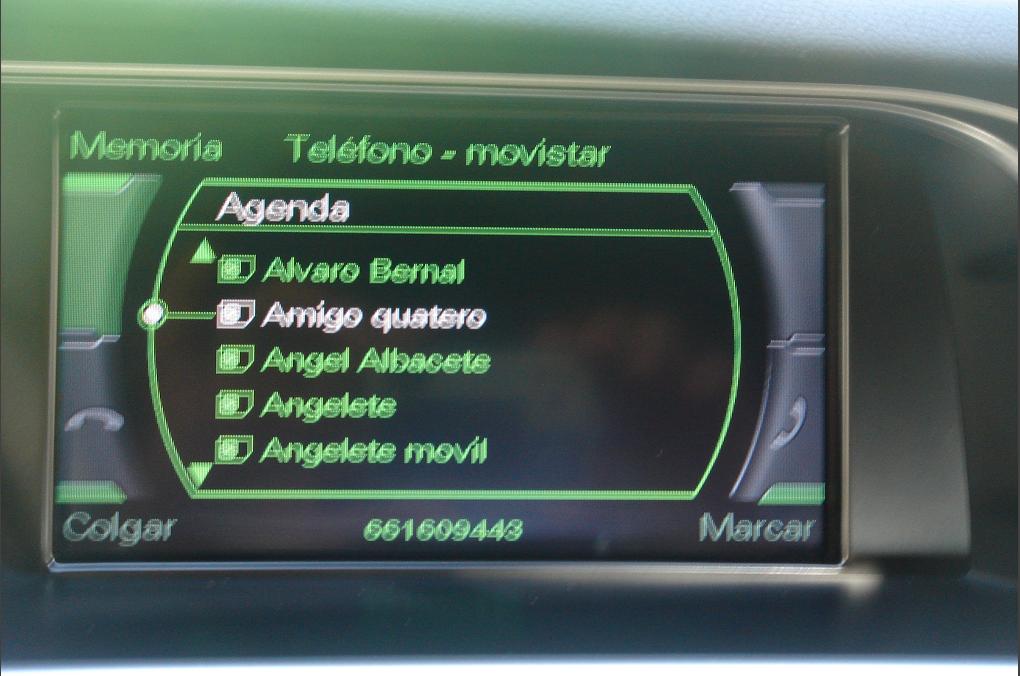 Memoria Teléfono - movistar
Agenda
Alvaro Bernal
Amigo quatero
Angel Albacete
Angelete
Angelete movil
Colgar 661609443 Marcar